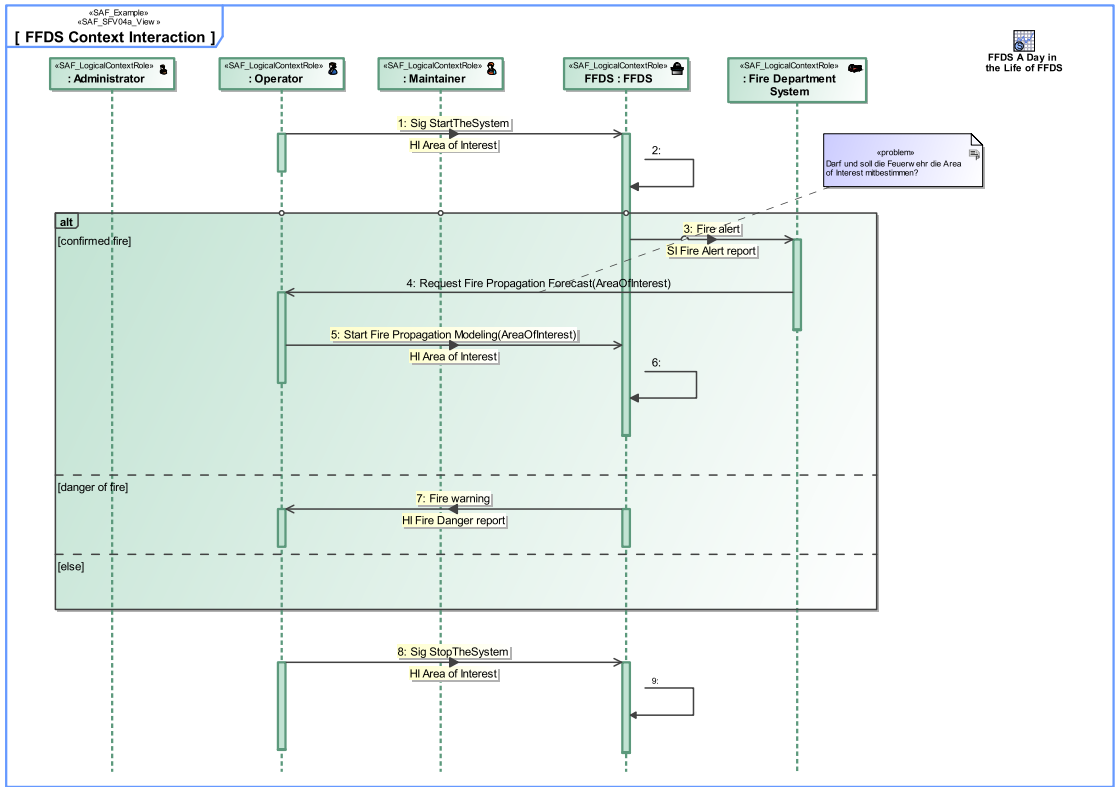 «SAF_Example»
«SAF_SFV04a_View»
[ FFDS Context Interaction ]
FFDS A Day in
the Life of FFDS
«SAF_LogicalContextRole»
: Administrator
«SAF_LogicalContextRole»
: Operator
«SAF_LogicalContextRole»
: Maintainer
«SAF_LogicalContextRole»
FFDS : FFDS
«SAF_LogicalContextRole»
: Fire Department
System
1: Sig StartTheSystem
HI Area of Interest
2:
«problem»
Darf und soll die Feuerwehr die Area
of Interest mitbestimmen?
alt
[confirmed fire]
3: Fire alert
SI Fire Alert report
4: Request Fire Propagation Forecast(AreaOfInterest)
5: Start Fire Propagation Modeling(AreaOfInterest)
HI Area of Interest
6:
[danger of fire]
7: Fire warning
HI Fire Danger report
[else]
8: Sig StopTheSystem
HI Area of Interest
9: